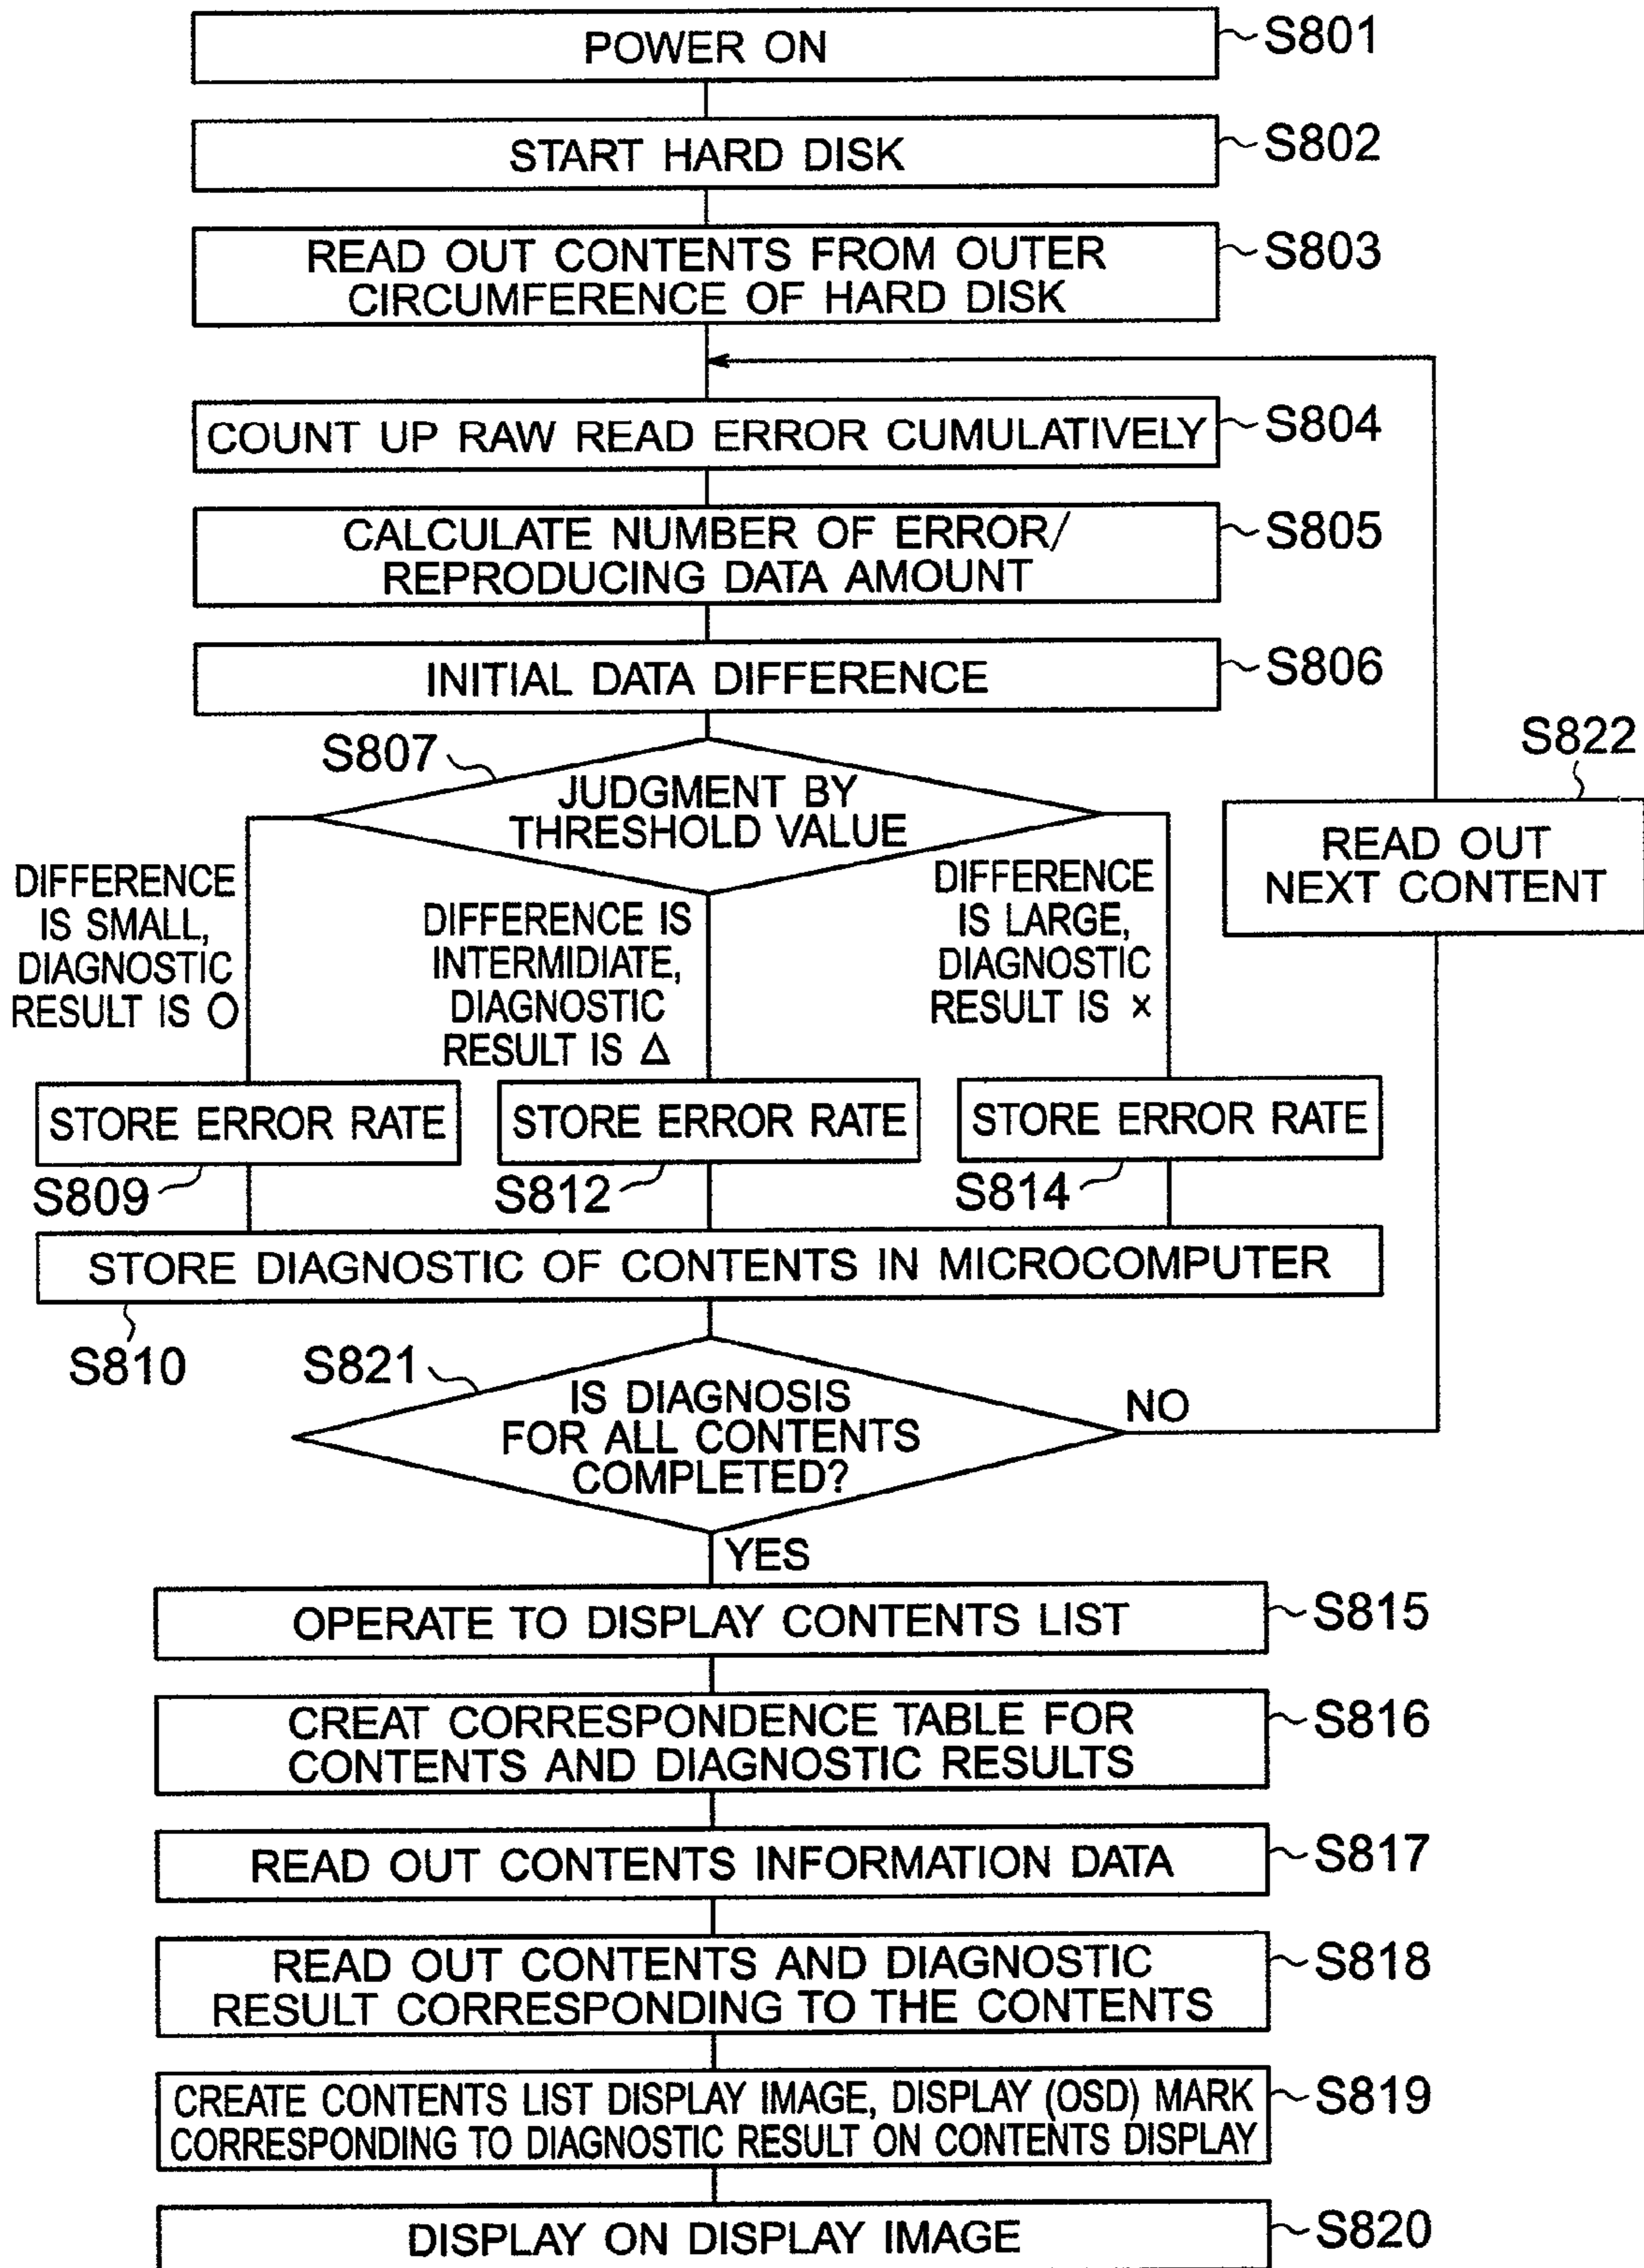 POWER ON
S801
START HARD DISK
S802
READ OUT CONTENTS FROM OUTER
CIRCUMFERENCE OF HARD DISK
S803
COUNT UP RAW READ ERROR CUMULATIVELY
S804
CALCULATE NUMBER OF ERROR/
REPRODUCING DATA AMOUNT
S805
INITIAL DATA DIFFERENCE
S806
S807
JUDGMENT BY
THRESHOLD VALUE
S822
READ OUT
NEXT CONTENT
DIFFERENCE
IS SMALL,
DIAGNOSTIC
RESULT IS ○
DIFFERENCE IS
INTERMIDIATE,
DIAGNOSTIC
RESULT IS △
DIFFERENCE
IS LARGE,
DIAGNOSTIC
RESULT IS ×
STORE ERROR RATE
S809
STORE ERROR RATE
S812
STORE ERROR RATE
S814
STORE DIAGNOSTIC OF CONTENTS IN MICROCOMPUTER
S810
S821
IS DIAGNOSIS
FOR ALL CONTENTS
COMPLETED?
NO
YES
OPERATE TO DISPLAY CONTENTS LIST
S815
CREAT CORRESPONDENCE TABLE FOR
CONTENTS AND DIAGNOSTIC RESULTS
S816
READ OUT CONTENTS INFORMATION DATA
S817
READ OUT CONTENTS AND DIAGNOSTIC
RESULT CORRESPONDING TO THE CONTENTS
S818
CREATE CONTENTS LIST DISPLAY IMAGE, DISPLAY (OSD) MARK
CORRESPONDING TO DIAGNOSTIC RESULT ON CONTENTS DISPLAY
S819
DISPLAY ON DISPLAY IMAGE
S820